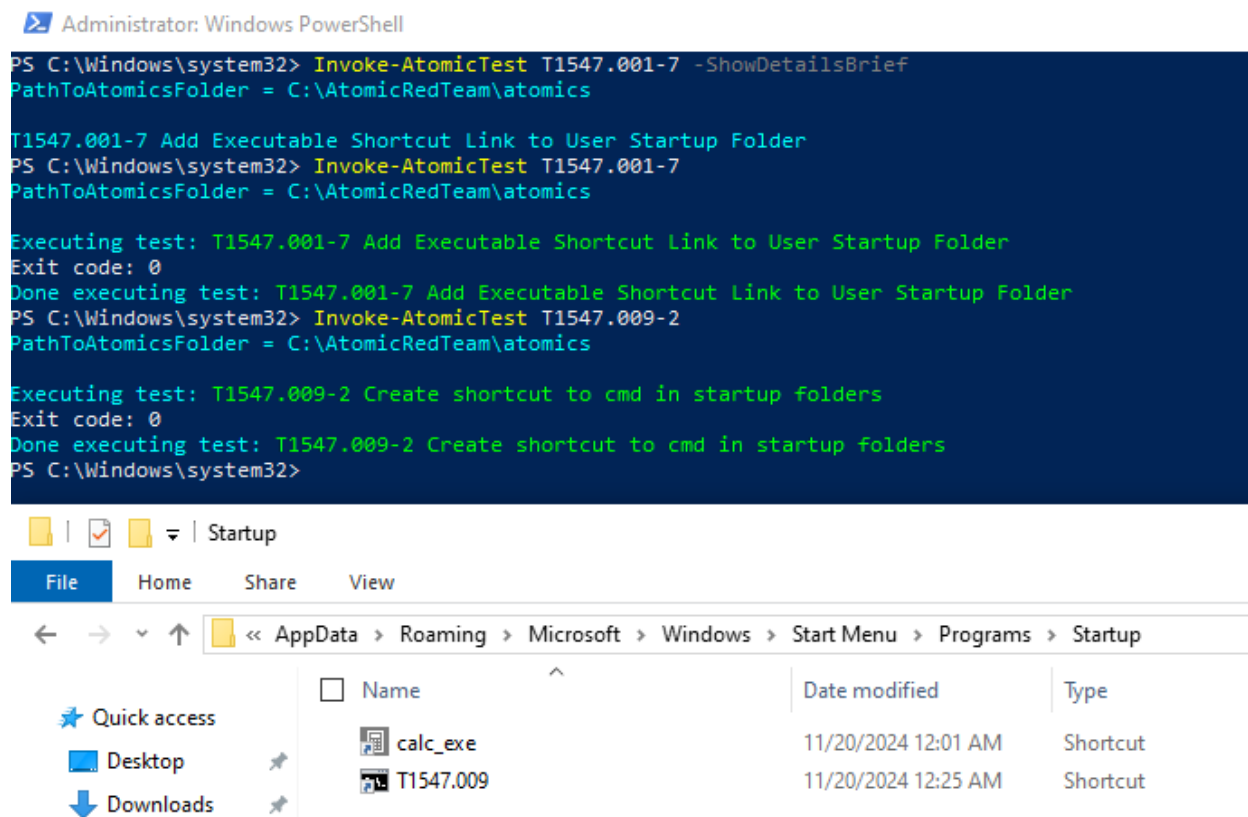 Administrator: Windows PowerShell
PS C:\Windows\system32> Invoke-AtomicTest T1547.001-7 -ShowDetailsBrief
PathToAtomicsFolder = C:\AtomicRedTeam\atomics
T1547.001-7 Add Executable Shortcut Link to User Startup Folder
PS C:\Windows\system32> Invoke-AtomicTest T1547.001-7
PathToAtomicsFolder = C:\AtomicRedTeam\atomics
Executing test: T1547.001-7 Add Executable Shortcut Link to User Startup Folder
Exit code: 0
Done executing test: T1547.001-7 Add Executable Shortcut Link to User Startup Folder
PS C:\Windows\system32> Invoke-AtomicTest T1547.009-2
PathToAtomicsFolder = C:\AtomicRedTeam\atomics
Executing test: T1547.009-2 Create shortcut to cmd in startup folders
Exit code: 0
Done executing test: T1547.009-2 Create shortcut to cmd in startup folders
PS C:\Windows\system32>
Startup
File Home Share View
« AppData > Roaming > Microsoft > Windows > Start Menu > Programs > Startup
Name Date modified Type
Quick access
calc_exe 11/20/2024 12:01 AM Shortcut
Desktop
T1547.009 11/20/2024 12:25 AM Shortcut
Downloads